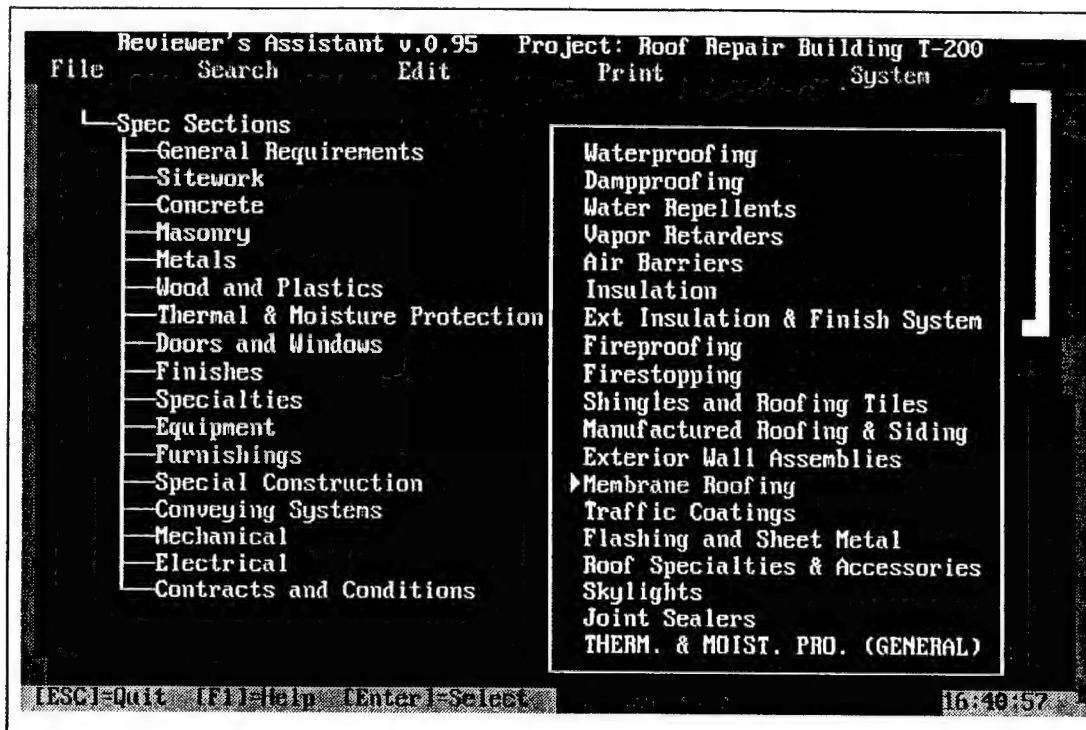 Reviewer's Assistant v.0.95 Project: Roof Repair Building T-200
File Search Edit Print System
Spec Sections
General Requirements
Sitework
Concrete
Masonry
Metals
Wood and Plastics
Thermal & Moisture Protection
Doors and Windows
Finishes
Specialties
Equipment
Furnishings
Special Construction
Conveying Systems
Mechanical
Electrical
Contracts and Conditions
Waterproofing
Dampproofing
Water Repellents
Vapor Retarders
Air Barriers
Insulation
Ext Insulation & Finish System
Fireproofing
Firestopping
Shingles and Roofing Tiles
Manufactured Roofing & Siding
Exterior Wall Assemblies
Membrane Roofing
Traffic Coatings
Flashing and Sheet Metal
Roof Specialties & Accessories
Skylights
Joint Sealers
THERM. & MOIST. PRO. (GENERAL)
[ESC]=Quit [F1]=Help [Enter]=Select 16:40:57